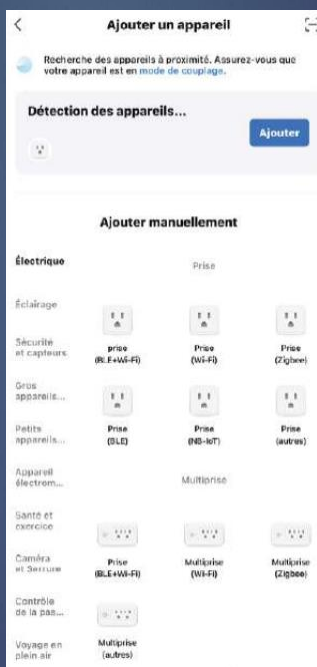 Ajouter un appareil
Recherche des appareils à proximité. Assurez-vous que
votre appareil est en mode de couplage.
Détection des appareils...
Ajouter
Ajouter manuellement
Électrique
Prise
Éclairage
Sécurité
et capteurs
prise
(BLE+Wi-Fi)
Prise
(Wi-Fi)
Prise
(Zigbee)
Gros
appareils...
Petits
appareils...
Prise
(BLE)
Prise
(NB-IoT)
Prise
(autres)
Appareil
électrom...
Multiprise
Santé et
exercice
Caméra
et Serrure
Prise
(BLE+Wi-Fi)
Multiprise
(Wi-Fi)
Multiprise
(Zigbee)
Contrôle
de la pas...
Voyage en
plein air
Multiprise
(autres)